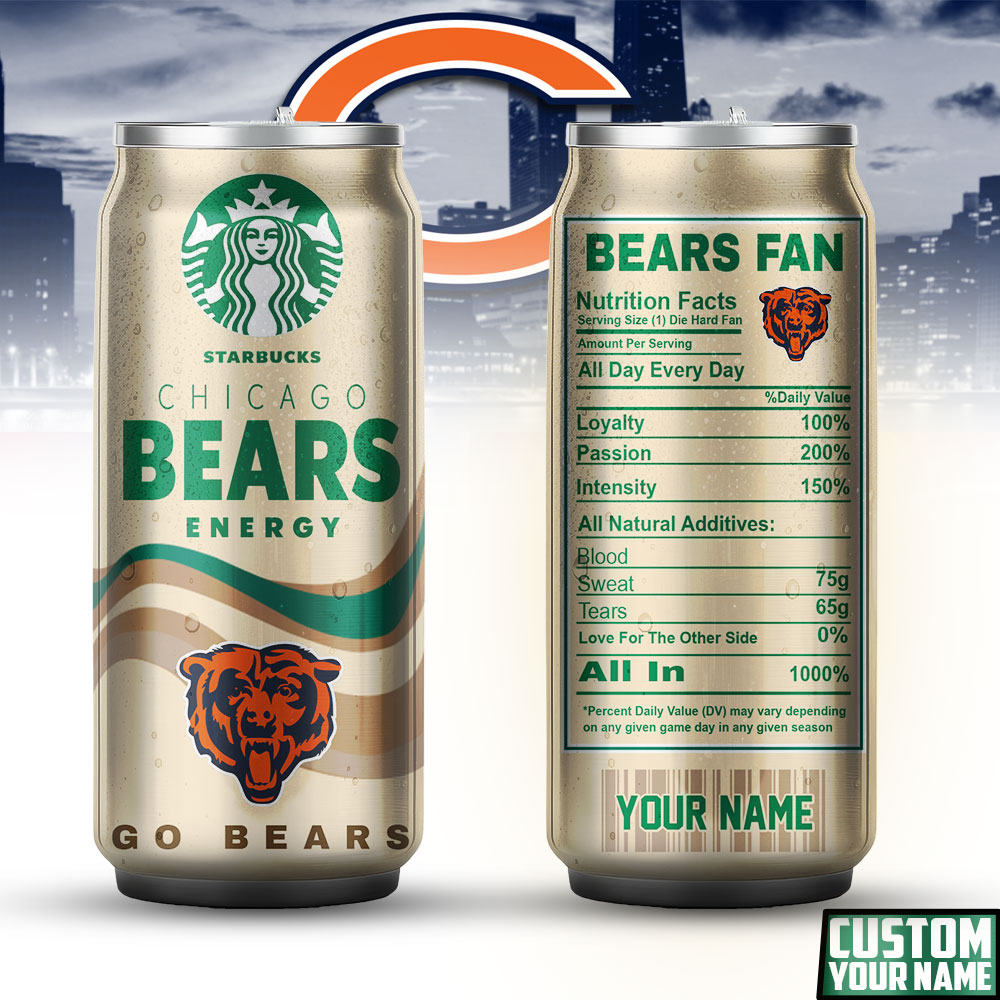 STARBUCKS
CHICAGO
BEARS
ENERGY
GO BEARS
BEARS FAN
Nutrition Facts
Serving Size (1) Die Hard Fan
Amount Per Serving
All Day Every Day
%Daily Value
Loyalty 100%
Passion 200%
Intensity 150%
All Natural Additives:
Blood
Sweat 75g
Tears 65g
Love For The Other Side 0%
All In 1000%
*Percent Daily Value (DV) may vary depending
on any given game day in any given season
YOUR NAME
CUSTOM
YOUR NAME